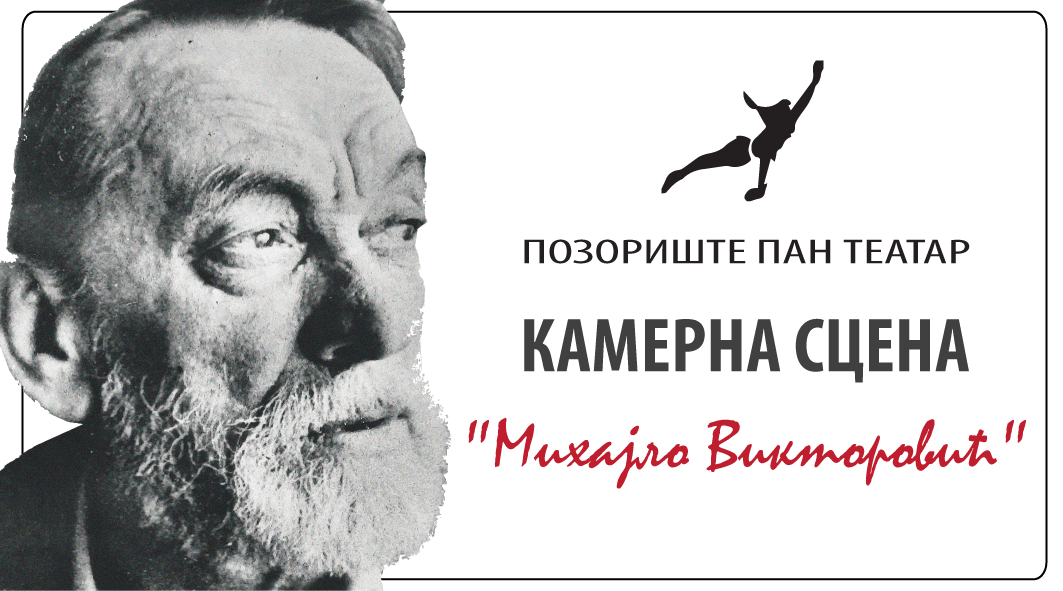 ПОЗОРИШТЕ ПАН ТЕАТАР
КАМЕРНА СЦЕНА
"Михајло Викторовић"